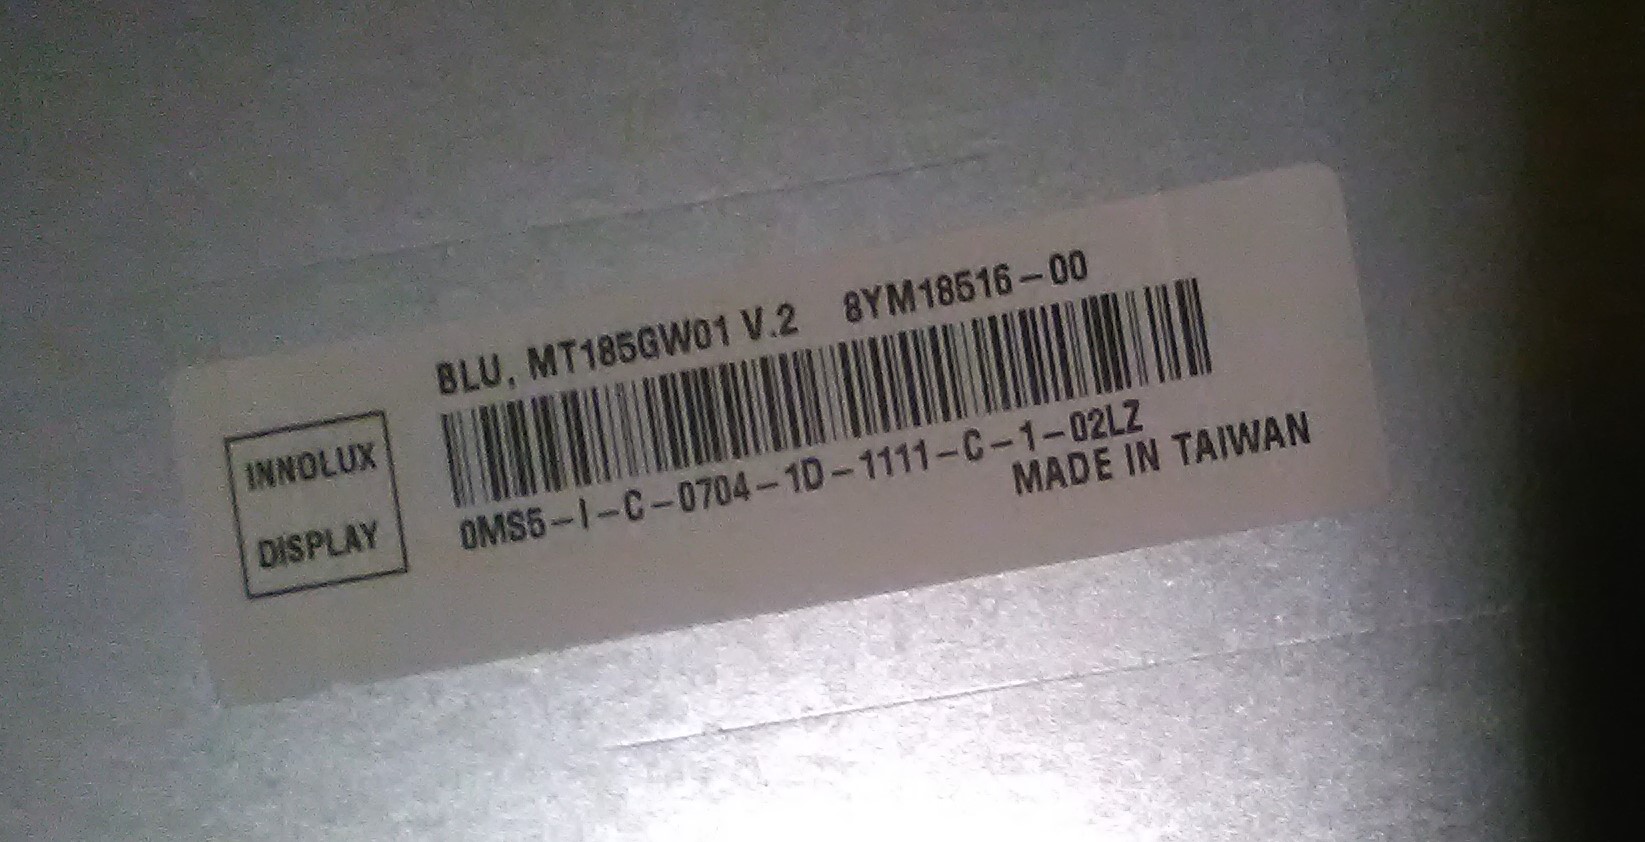 BLU, MT185GW01 V.2 8YM18516-00
INNOLUX
DISPLAY
0MS5-I-C-0704-1D-1111-C-1-02LZ
MADE IN TAIWAN